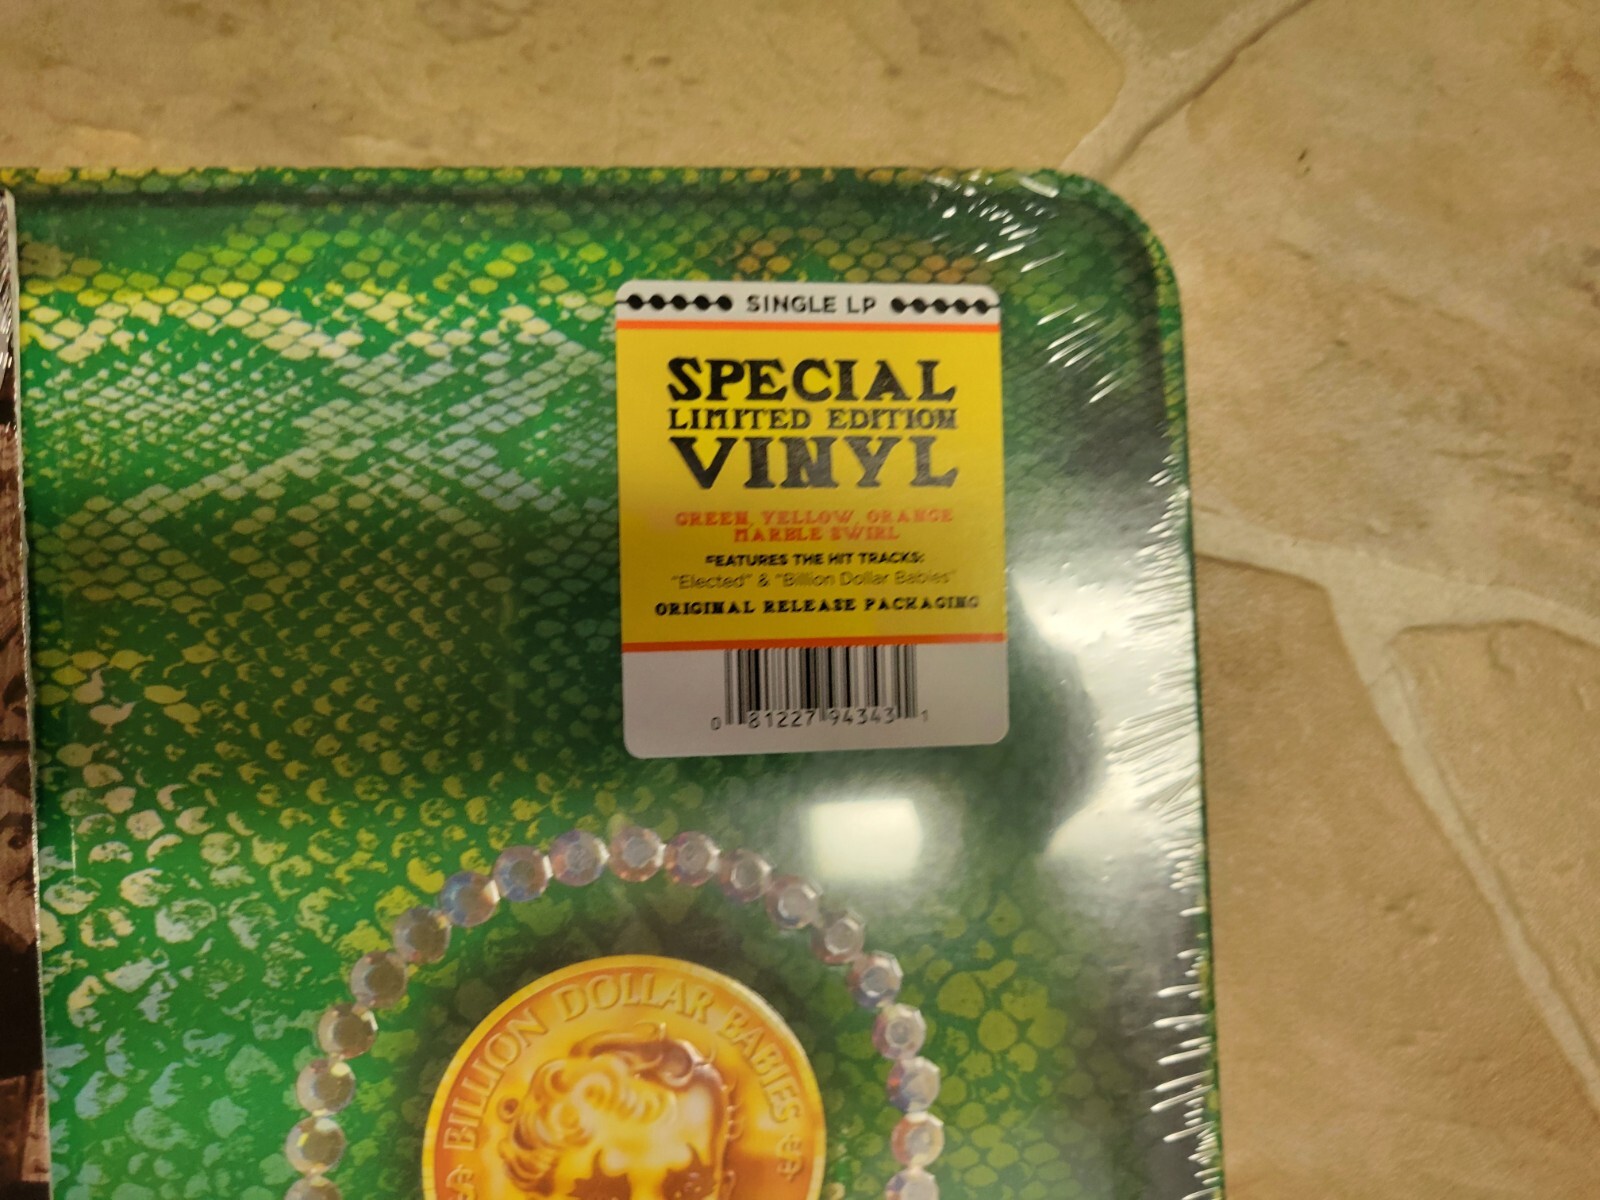 SINGLE LP
SPECIAL
LIMITED EDITION
VINYL
GREEN, YELLOW, ORANGE
MARBLE SWIRL
FEATURES THE HIT TRACKS:
"Elected" & "Billion Dollar Babies"
ORIGINAL RELEASE PACKAGING
0 81227 94343 1
BILLION DOLLAR BABIES